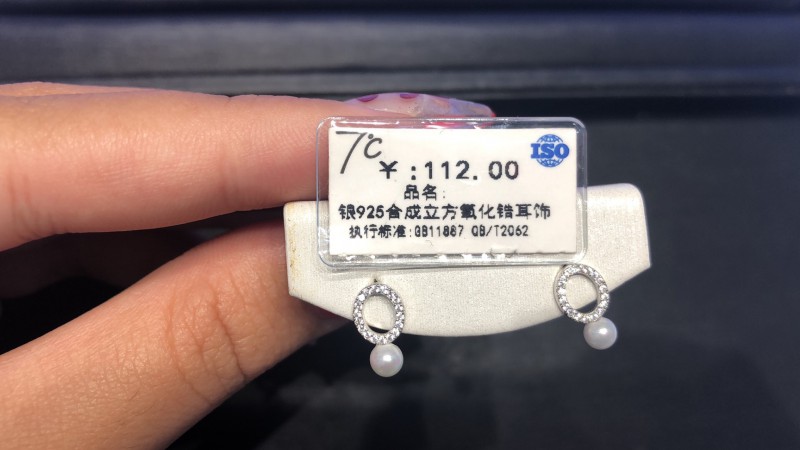 7℃
ISO
¥:112.00
品名:
银925合成立方氧化锆耳饰
执行标准:GB11887 QB/T2062